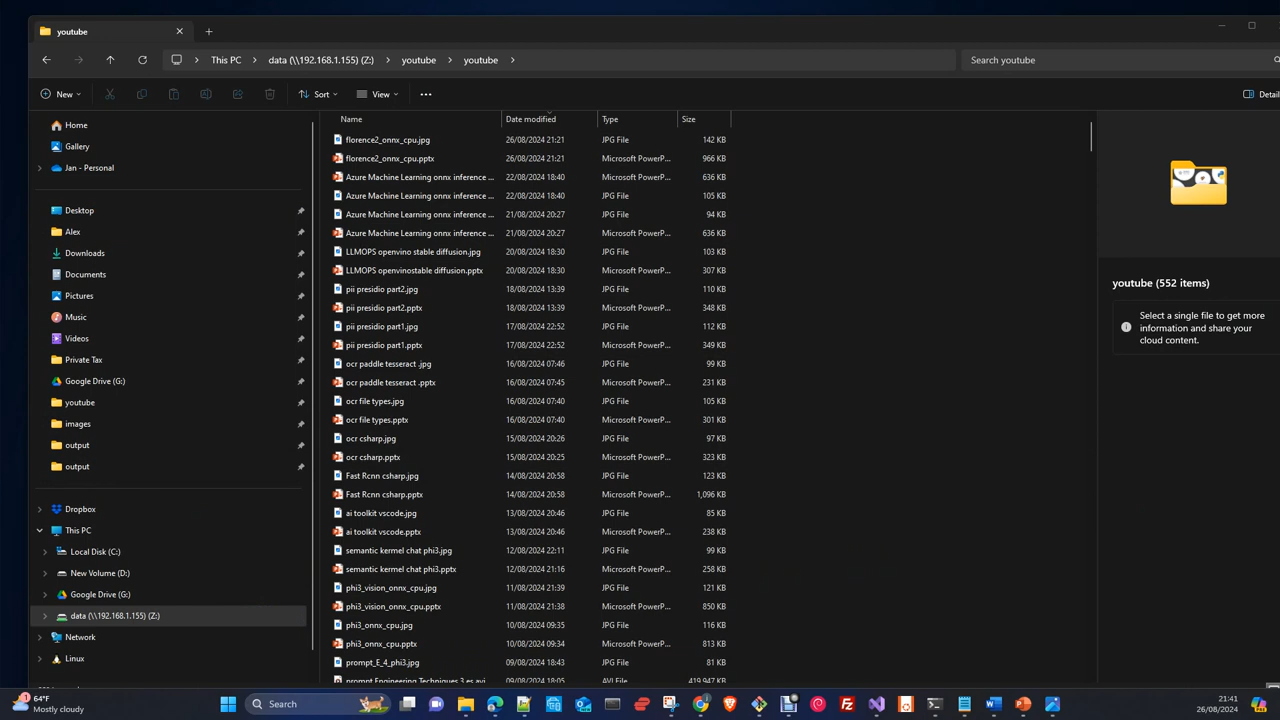 youtube
This PC > data (\\192.168.1.155) (Z:) > youtube > youtube >
Search youtube
New
Sort
View
Detai
Name Date modified Type Size
Home
Gallery
Jan - Personal
Desktop
Alex
Downloads
Documents
Pictures
Music
Videos
Private Tax
Google Drive (G:)
youtube
images
output
output
Dropbox
This PC
Local Disk (C:)
New Volume (D:)
Google Drive (G:)
data (\\192.168.1.155) (Z:)
Network
Linux
florence2_onnx_cpu.jpg 26/08/2024 21:21 JPG File 142 KB
florence2_onnx_cpu.pptx 26/08/2024 21:21 Microsoft PowerP... 966 KB
Azure Machine Learning onnx inference ... 22/08/2024 18:40 Microsoft PowerP... 636 KB
Azure Machine Learning onnx inference ... 22/08/2024 18:40 JPG File 105 KB
Azure Machine Learning onnx inference ... 21/08/2024 20:27 JPG File 94 KB
Azure Machine Learning onnx inference ... 21/08/2024 20:27 Microsoft PowerP... 636 KB
LLMOPS openvino stable diffusion.jpg 20/08/2024 18:30 JPG File 103 KB
LLMOPS openvinostable diffusion.pptx 20/08/2024 18:30 Microsoft PowerP... 307 KB
pii presidio part2.jpg 18/08/2024 13:39 JPG File 110 KB
pii presidio part2.pptx 18/08/2024 13:39 Microsoft PowerP... 348 KB
pii presidio part1.jpg 17/08/2024 22:52 JPG File 112 KB
pii presidio part1.pptx 17/08/2024 22:52 Microsoft PowerP... 349 KB
ocr paddle tesseract .jpg 16/08/2024 07:46 JPG File 99 KB
ocr paddle tesseract .pptx 16/08/2024 07:45 Microsoft PowerP... 231 KB
ocr file types.jpg 16/08/2024 07:40 JPG File 105 KB
ocr file types.pptx 16/08/2024 07:40 Microsoft PowerP... 301 KB
ocr csharp.jpg 15/08/2024 20:26 JPG File 97 KB
ocr csharp.pptx 15/08/2024 20:25 Microsoft PowerP... 323 KB
Fast Rcnn csharp.jpg 14/08/2024 20:58 JPG File 123 KB
Fast Rcnn csharp.pptx 14/08/2024 20:58 Microsoft PowerP... 1,096 KB
ai toolkit vscode.jpg 13/08/2024 20:46 JPG File 85 KB
ai toolkit vscode.pptx 13/08/2024 20:46 Microsoft PowerP... 238 KB
semantic kernel chat phi3.jpg 12/08/2024 22:11 JPG File 99 KB
semantic kernel chat phi3.pptx 12/08/2024 21:16 Microsoft PowerP... 258 KB
phi3_vision_onnx_cpu.jpg 11/08/2024 21:39 JPG File 121 KB
phi3_vision_onnx_cpu.pptx 11/08/2024 21:38 Microsoft PowerP... 850 KB
phi3_onnx_cpu.jpg 10/08/2024 09:35 JPG File 116 KB
phi3_onnx_cpu.pptx 10/08/2024 09:34 Microsoft PowerP... 813 KB
prompt_E_4_phi3.jpg 09/08/2024 18:43 JPG File 81 KB
prompt Engineering Techniques 3 es.avi 09/08/2024 18:41 AVI File 419,947 KB
youtube (552 items)
Select a single file to get more
information and share your
cloud content.
64°F
Mostly cloudy
Search
21:41
26/08/2024